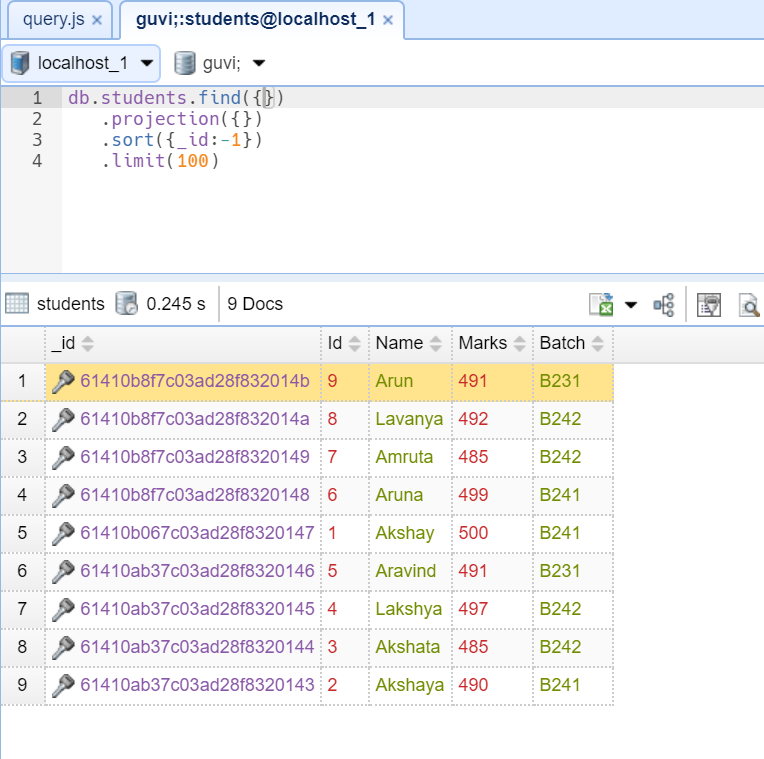 query.js × guvi;:students@localhost_1 ×
localhost_1 guvi;
1 db.students.find({})
2 .projection({})
3 .sort({_id:-1})
4 .limit(100)
students 0.245 s 9 Docs
_id Id Name Marks Batch
1 61410b8f7c03ad28f832014b 9 Arun 491 B231
2 61410b8f7c03ad28f832014a 8 Lavanya 492 B242
3 61410b8f7c03ad28f8320149 7 Amruta 485 B242
4 61410b8f7c03ad28f8320148 6 Aruna 499 B241
5 61410b067c03ad28f8320147 1 Akshay 500 B241
6 61410ab37c03ad28f8320146 5 Aravind 491 B231
7 61410ab37c03ad28f8320145 4 Lakshya 497 B242
8 61410ab37c03ad28f8320144 3 Akshata 485 B242
9 61410ab37c03ad28f8320143 2 Akshaya 490 B241